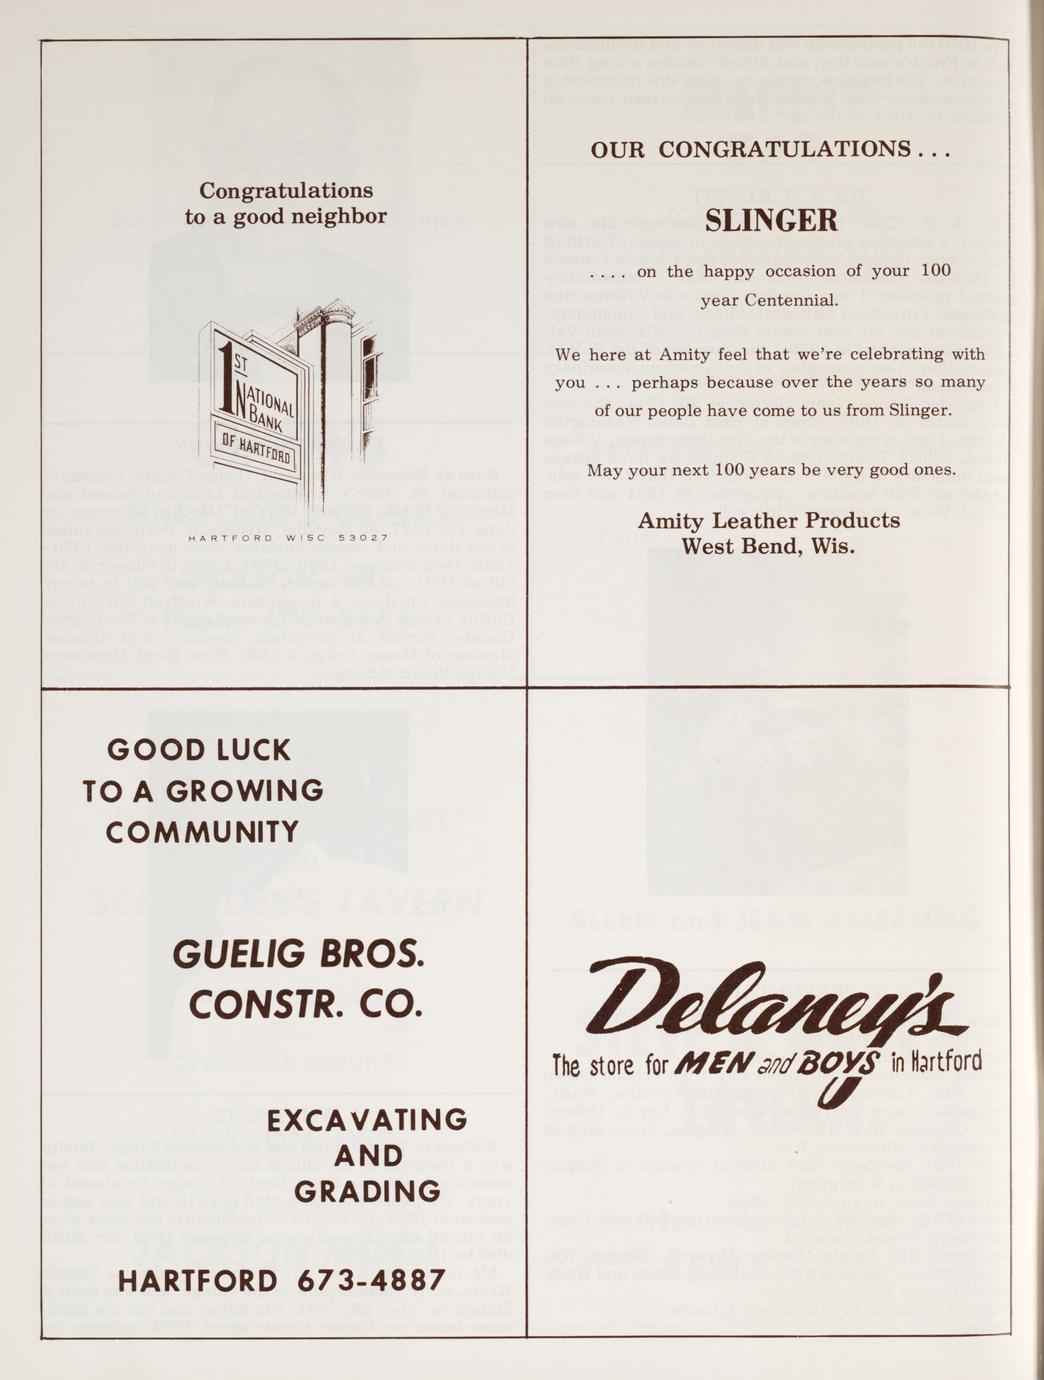 Congratulations
to a good neighbor
1ST
NATIONAL
BANK
OF HARTFORD
HARTFORD WISC. 53027
OUR CONGRATULATIONS . . .
SLINGER
. . . . on the happy occasion of your 100
year Centennial.
We here at Amity feel that we're celebrating with
you . . . perhaps because over the years so many
of our people have come to us from Slinger.
May your next 100 years be very good ones.
Amity Leather Products
West Bend, Wis.
GOOD LUCK
TO A GROWING
COMMUNITY
GUELIG BROS.
CONSTR. CO.
EXCAVATING
AND
GRADING
HARTFORD 673-4887
Delaney's
The store for MEN and BOYS in Hartford